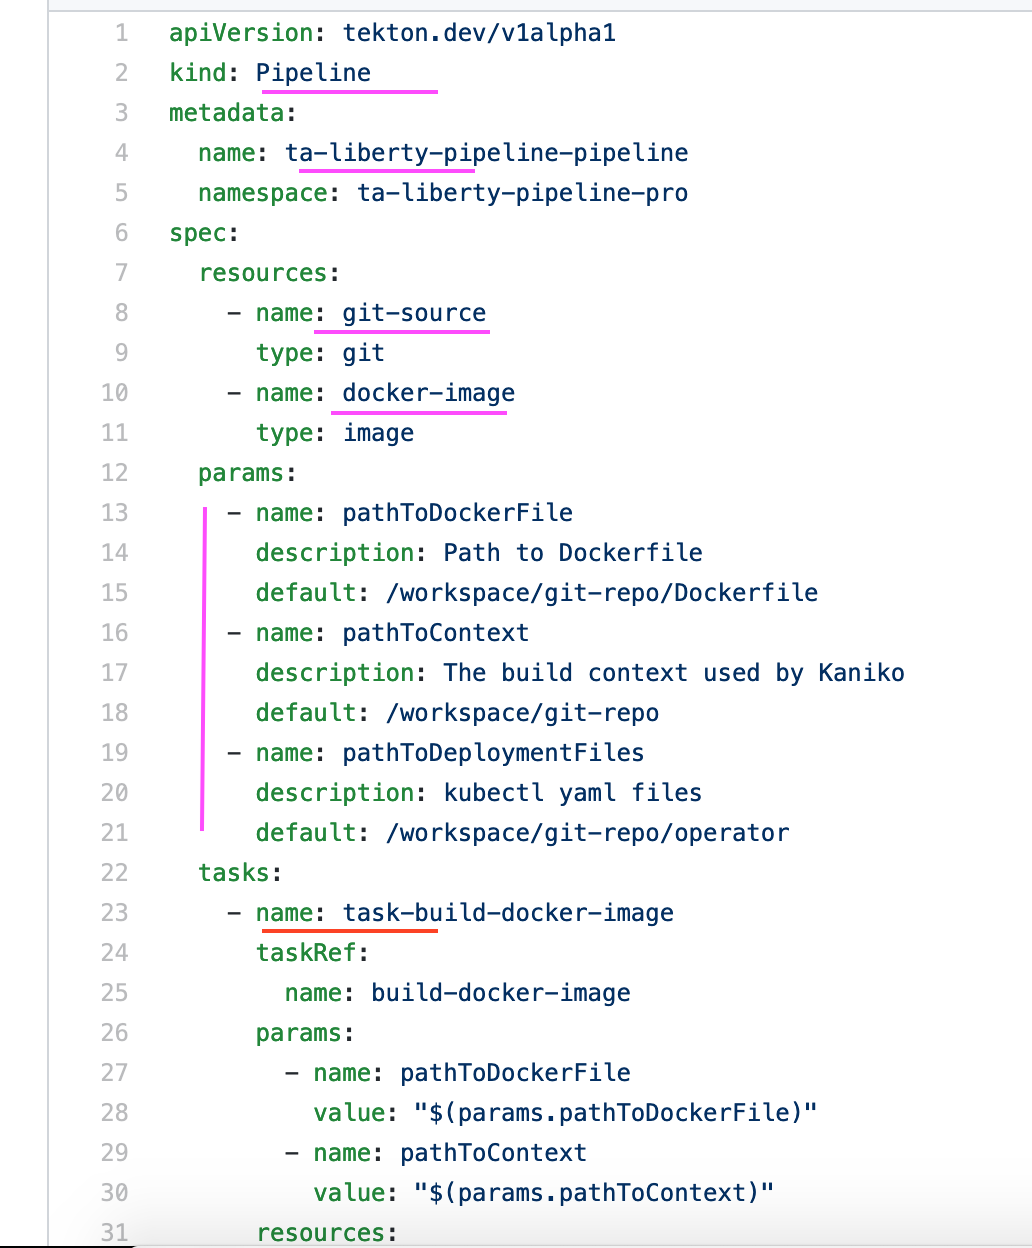 1 apiVersion: tekton.dev/v1alpha1
2 kind: Pipeline
3 metadata:
4   name: ta-liberty-pipeline-pipeline
5   namespace: ta-liberty-pipeline-pro
6 spec:
7   resources:
8     - name: git-source
9       type: git
10     - name: docker-image
11       type: image
12   params:
13     - name: pathToDockerFile
14       description: Path to Dockerfile
15       default: /workspace/git-repo/Dockerfile
16     - name: pathToContext
17       description: The build context used by Kaniko
18       default: /workspace/git-repo
19     - name: pathToDeploymentFiles
20       description: kubectl yaml files
21       default: /workspace/git-repo/operator
22   tasks:
23     - name: task-build-docker-image
24       taskRef:
25         name: build-docker-image
26       params:
27         - name: pathToDockerFile
28           value: "$(params.pathToDockerFile)"
29         - name: pathToContext
30           value: "$(params.pathToContext)"
31       resources: